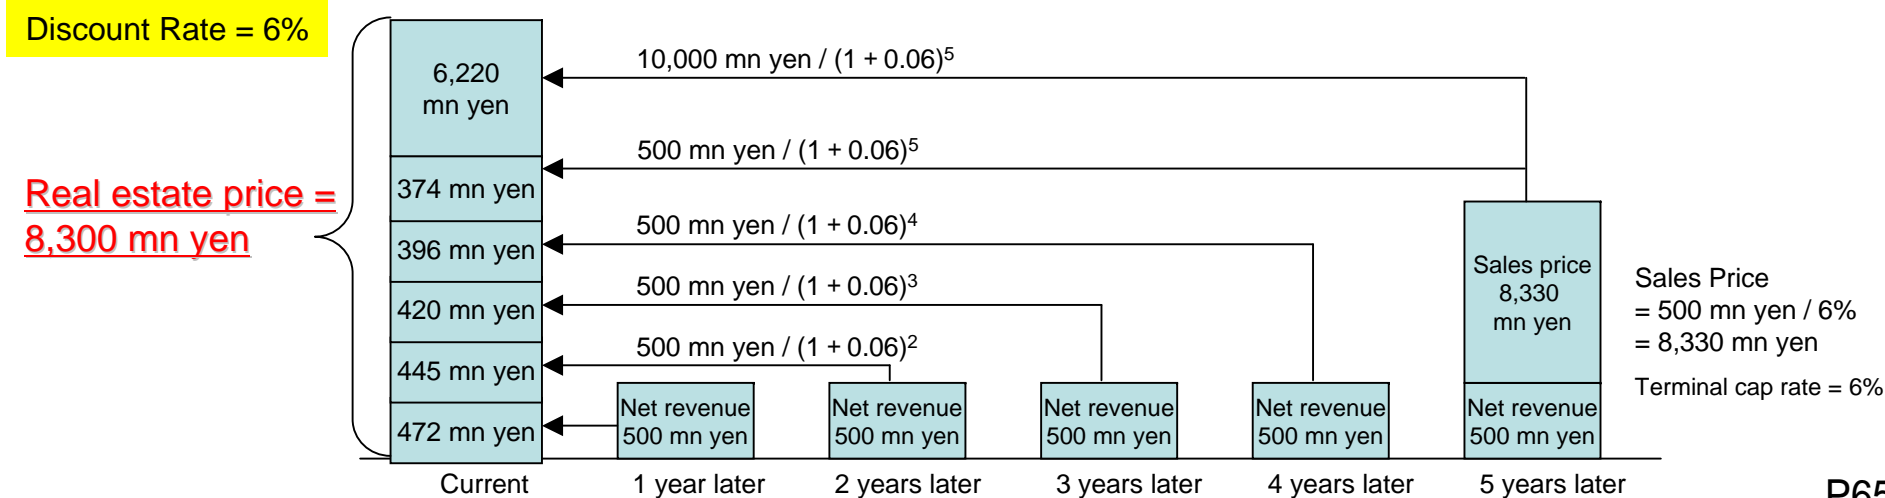 Discount Rate = 6%
Real estate price =
8,300 mn yen
6,220
mn yen
374 mn yen
396 mn yen
420 mn yen
445 mn yen
472 mn yen
10,000 mn yen / (1 + 0.06)⁵
500 mn yen / (1 + 0.06)⁵
500 mn yen / (1 + 0.06)⁴
500 mn yen / (1 + 0.06)³
500 mn yen / (1 + 0.06)²
Net revenue
500 mn yen
Net revenue
500 mn yen
Net revenue
500 mn yen
Net revenue
500 mn yen
Sales price
8,330
mn yen
Net revenue
500 mn yen
Sales Price
= 500 mn yen / 6%
= 8,330 mn yen
Terminal cap rate = 6%
Current
1 year later
2 years later
3 years later
4 years later
5 years later
P65